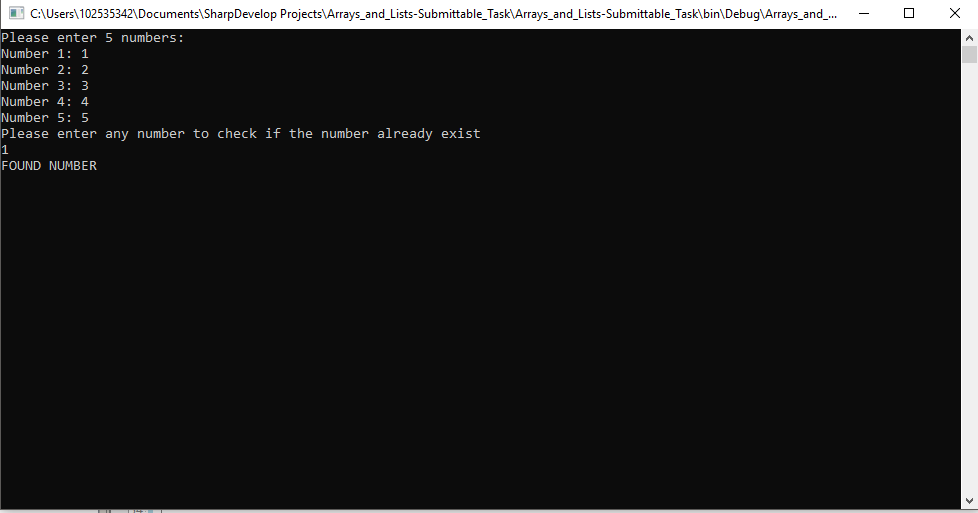 C:\Users\102535342\Documents\SharpDevelop Projects\Arrays_and_Lists-Submittable_Task\Arrays_and_Lists-Submittable_Task\bin\Debug\Arrays_and_...
Please enter 5 numbers:
Number 1: 1
Number 2: 2
Number 3: 3
Number 4: 4
Number 5: 5
Please enter any number to check if the number already exist
1
FOUND NUMBER